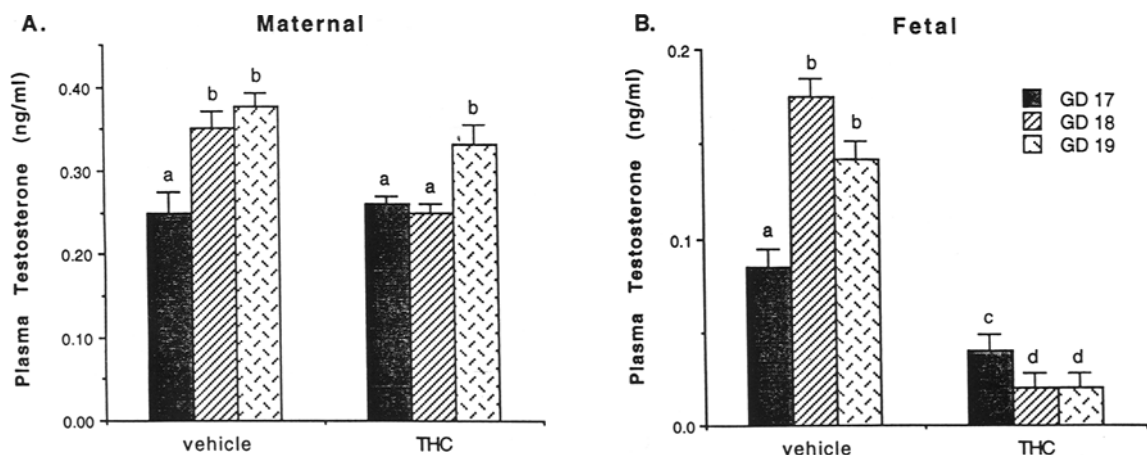 A.
Maternal
Plasma Testosterone (ng/ml)
0.40
0.30
0.20
0.10
0.00
a
b
b
a
a
b
vehicle
THC
B.
Fetal
Plasma Testosterone (ng/ml)
0.2
0.1
0.0
a
b
b
c
d
d
GD 17
GD 18
GD 19
vehicle
THC